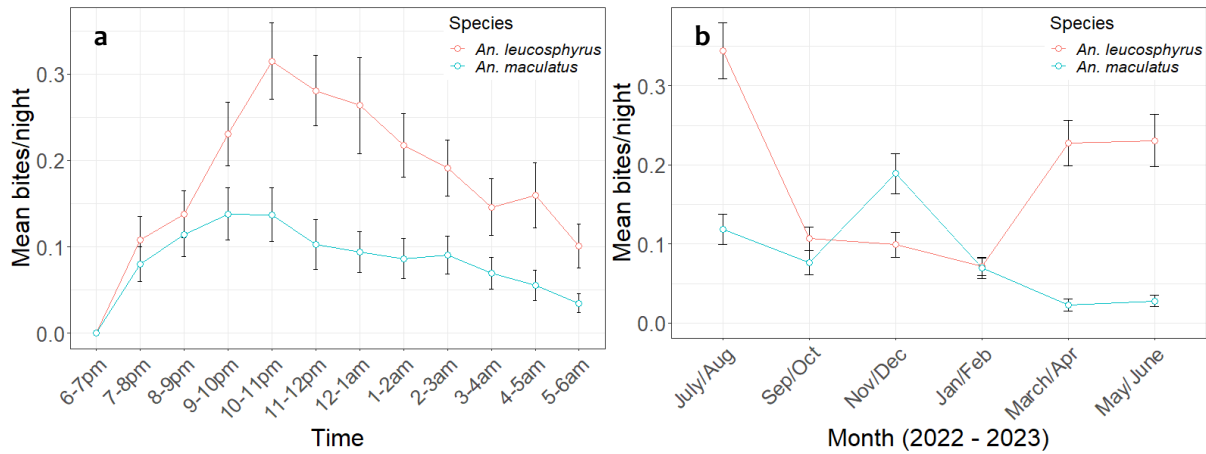 a
Species
An. leucosphyrus
An. maculatus
Mean bites/night
0.3
0.2
0.1
0.0
6-7pm
7-8pm
8-9pm
9-10pm
10-11pm
11-12pm
12-1am
1-2am
2-3am
3-4am
4-5am
5-6am
Time
b
Species
An. leucosphyrus
An. maculatus
Mean bites/night
0.3
0.2
0.1
0.0
July/Aug
Sep/Oct
Nov/Dec
Jan/Feb
March/Apr
May/June
Month (2022 - 2023)